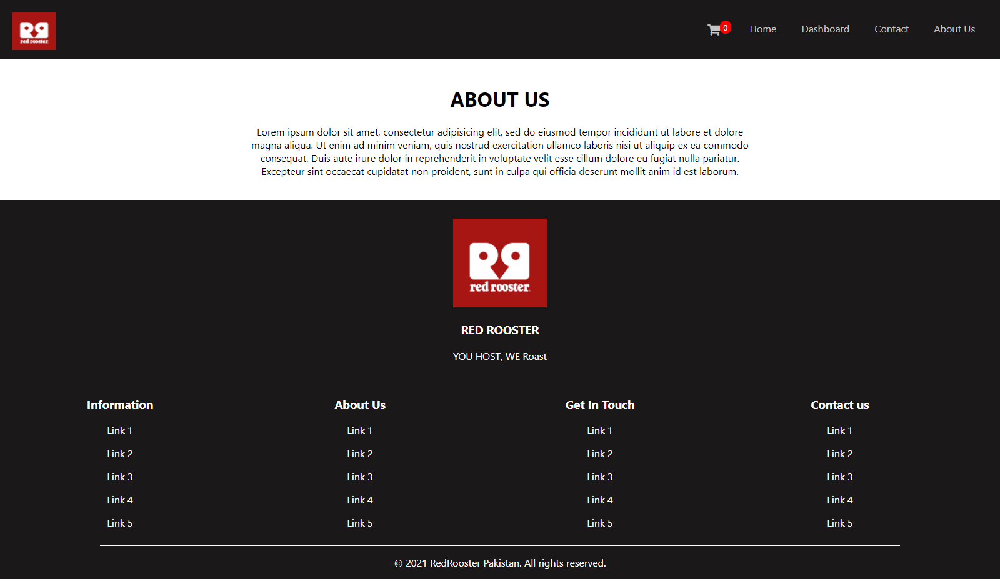 RR
red rooster
0
Home
Dashboard
Contact
About Us
ABOUT US
Lorem ipsum dolor sit amet, consectetur adipisicing elit, sed do eiusmod tempor incididunt ut labore et dolore
magna aliqua. Ut enim ad minim veniam, quis nostrud exercitation ullamco laboris nisi ut aliquip ex ea commodo
consequat. Duis aute irure dolor in reprehenderit in voluptate velit esse cillum dolore eu fugiat nulla pariatur.
Excepteur sint occaecat cupidatat non proident, sunt in culpa qui officia deserunt mollit anim id est laborum.
RR
red rooster
RED ROOSTER
YOU HOST, WE Roast
Information
Link 1
Link 2
Link 3
Link 4
Link 5
About Us
Link 1
Link 2
Link 3
Link 4
Link 5
Get In Touch
Link 1
Link 2
Link 3
Link 4
Link 5
Contact us
Link 1
Link 2
Link 3
Link 4
Link 5
© 2021 RedRooster Pakistan. All rights reserved.